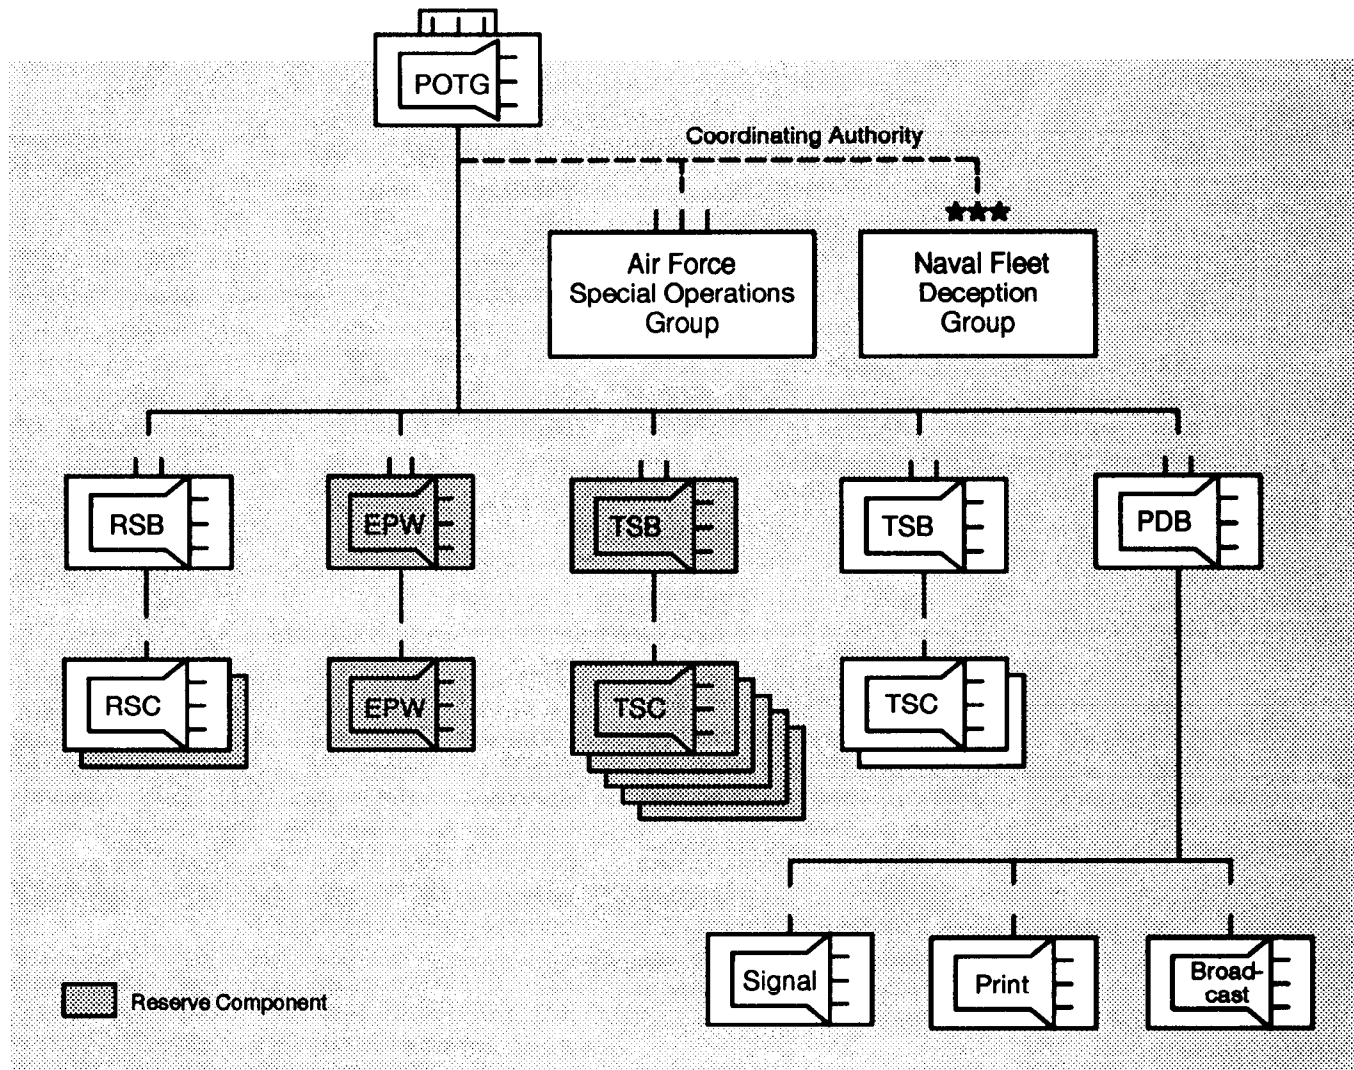 POTG
Coordinating Authority
Air Force
Special Operations
Group
Naval Fleet
Deception
Group
RSB
EPW
TSB
TSB
PDB
RSC
EPW
TSC
TSC
Signal
Print
Broad-
cast
Reserve Component